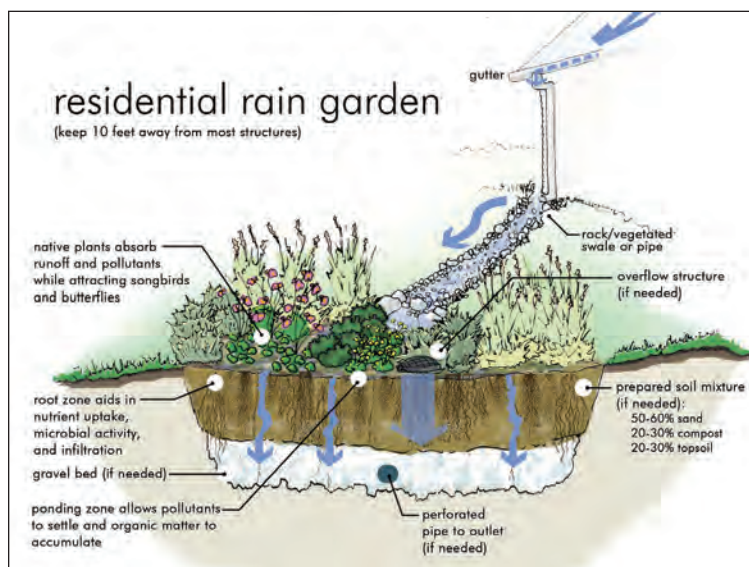 gutter
residential rain garden
(keep 10 feet away from most structures)
rock/vegetated
swale or pipe
native plants absorb
runoff and pollutants
while attracting songbirds
and butterflies
overflow structure
(if needed)
root zone aids in
nutrient uptake,
microbial activity,
and infiltration
prepared soil mixture
(if needed):
50-60% sand
20-30% compost
20-30% topsoil
gravel bed (if needed)
ponding zone allows pollutants
to settle and organic matter to
accumulate
perforated
pipe to outlet
(if needed)